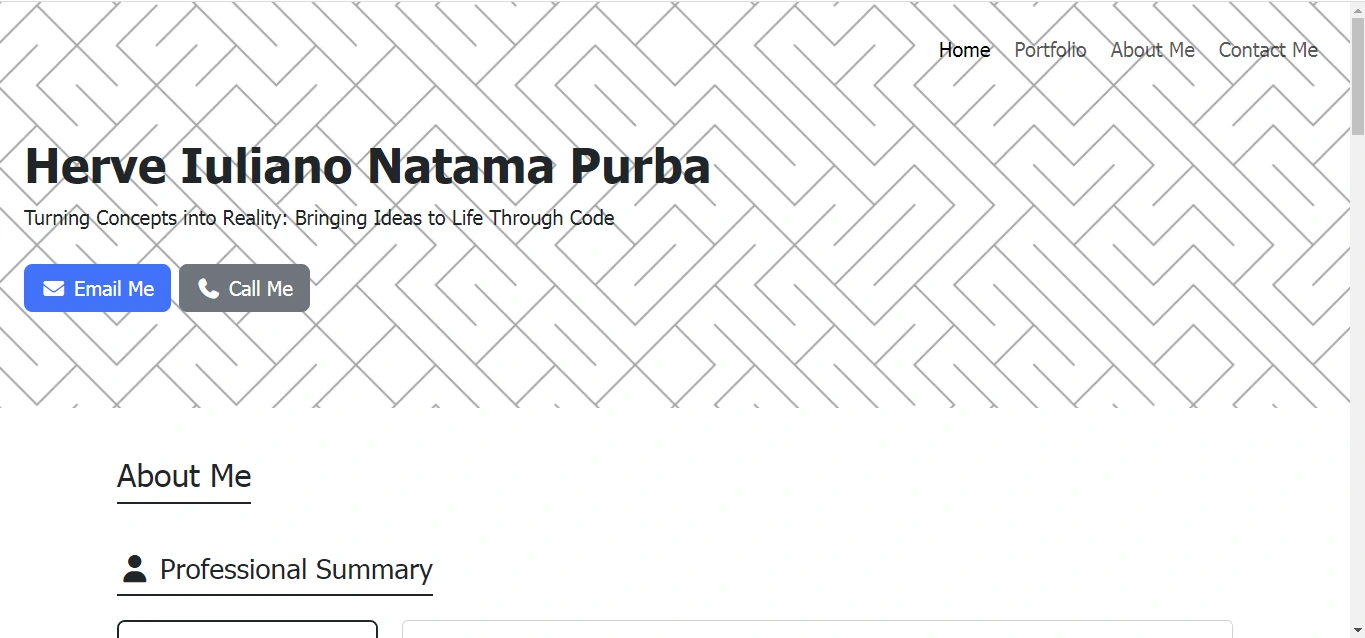 Home Portfolio About Me Contact Me
Herve Iuliano Natama Purba
Turning Concepts into Reality: Bringing Ideas to Life Through Code
Email Me Call Me
About Me
Professional Summary